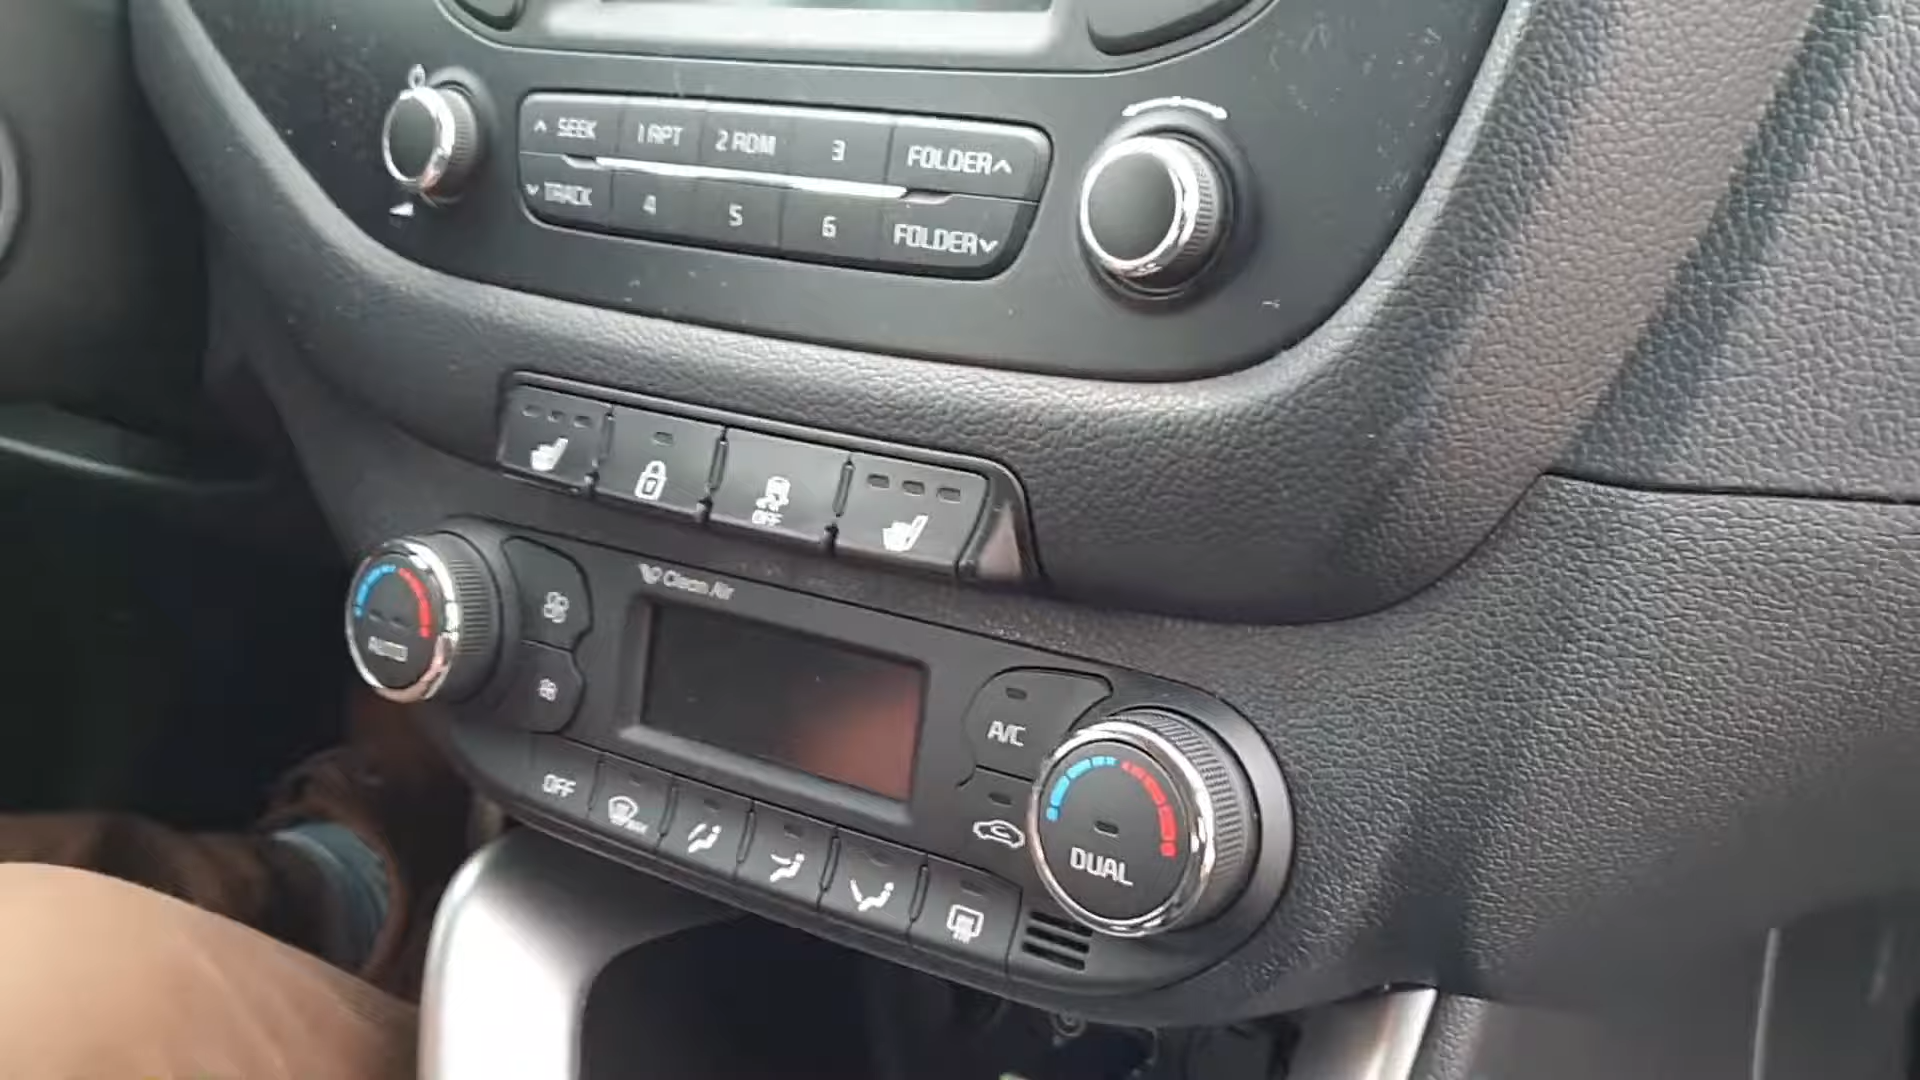 SEEK
1 RPT
2 RDM
3
FOLDER
TRACK
4
5
6
FOLDER
OFF
Clean Air
AUTO
A/C
OFF
DUAL